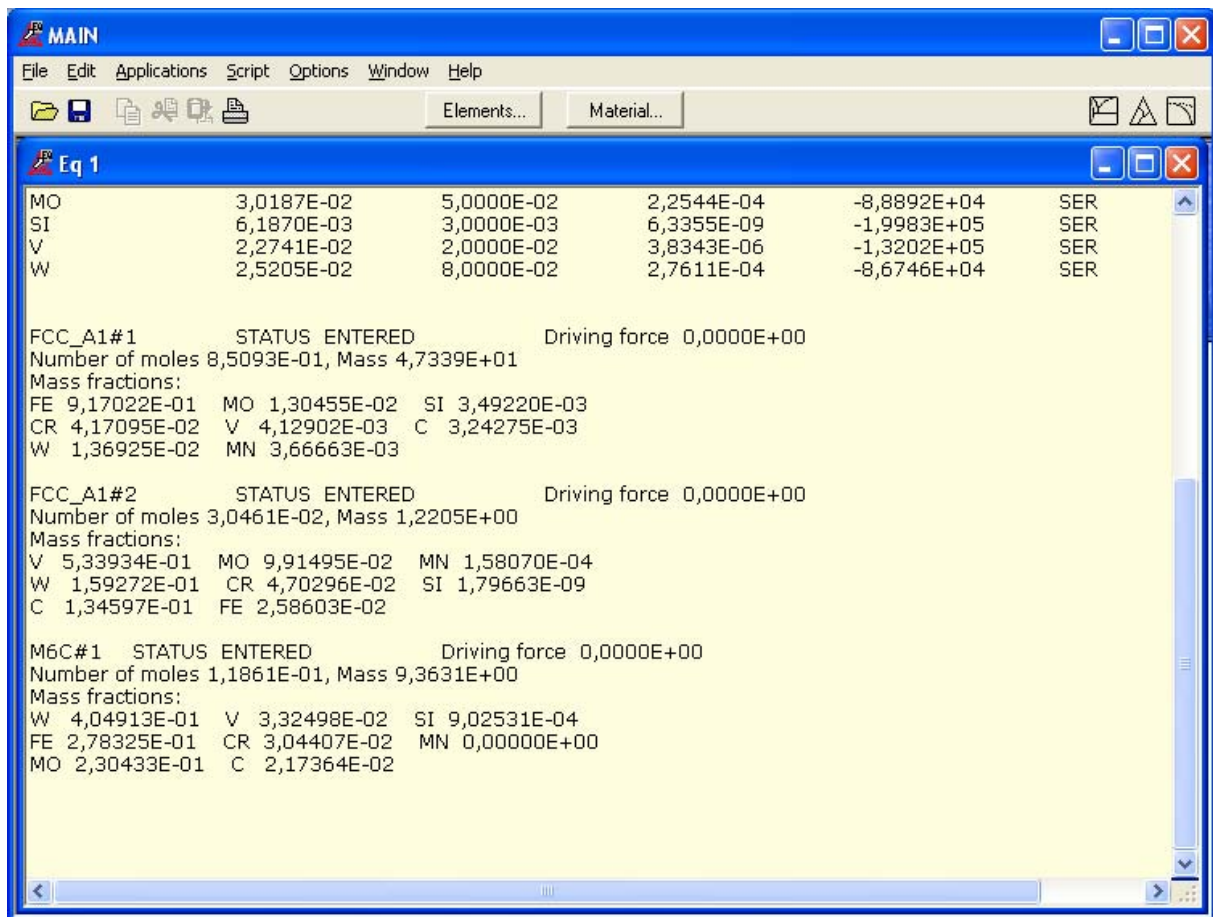 MAIN
File Edit Applications Script Options Window Help
Elements... Material...
Eq 1
MO 3,0187E-02 5,0000E-02 2,2544E-04 -8,8892E+04 SER
SI 6,1870E-03 3,0000E-03 6,3355E-09 -1,9983E+05 SER
V 2,2741E-02 2,0000E-02 3,8343E-06 -1,3202E+05 SER
W 2,5205E-02 8,0000E-02 2,7611E-04 -8,6746E+04 SER
FCC_A1#1 STATUS ENTERED Driving force 0,0000E+00
Number of moles 8,5093E-01, Mass 4,7339E+01
Mass fractions:
FE 9,17022E-01 MO 1,30455E-02 SI 3,49220E-03
CR 4,17095E-02 V 4,12902E-03 C 3,24275E-03
W 1,36925E-02 MN 3,66663E-03
FCC_A1#2 STATUS ENTERED Driving force 0,0000E+00
Number of moles 3,0461E-02, Mass 1,2205E+00
Mass fractions:
V 5,33934E-01 MO 9,91495E-02 MN 1,58070E-04
W 1,59272E-01 CR 4,70296E-02 SI 1,79663E-09
C 1,34597E-01 FE 2,58603E-02
M6C#1 STATUS ENTERED Driving force 0,0000E+00
Number of moles 1,1861E-01, Mass 9,3631E+00
Mass fractions:
W 4,04913E-01 V 3,32498E-02 SI 9,02531E-04
FE 2,78325E-01 CR 3,04407E-02 MN 0,00000E+00
MO 2,30433E-01 C 2,17364E-02